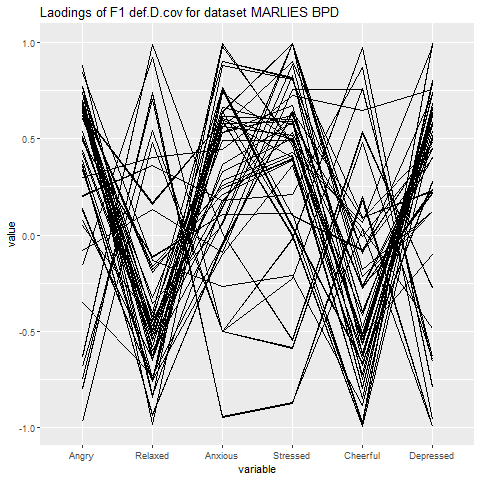 Laodings of F1 def.D.cov for dataset MARLIES BPD
1.0
0.5
0.0
-0.5
-1.0
value
Angry Relaxed Anxious Stressed Cheerful Depressed
variable